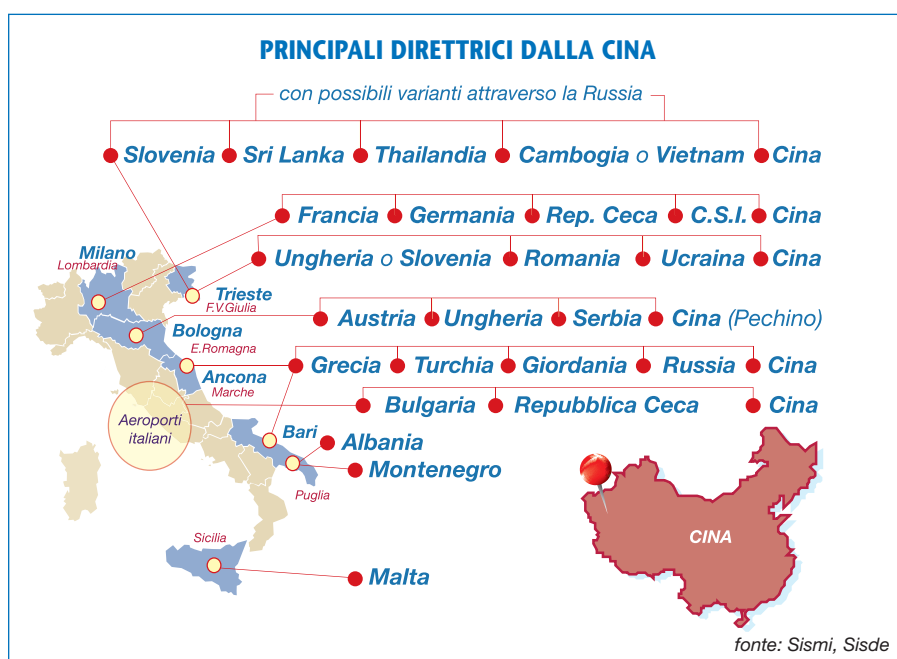 PRINCIPALI DIRETTRICI DALLA CINA
con possibili varianti attraverso la Russia
Slovenia Sri Lanka Thailandia Cambogia o Vietnam Cina
Francia Germania Rep. Ceca C.S.I. Cina
Milano
Lombardia
Ungheria o Slovenia Romania Ucraina Cina
Trieste
F.V.Giulia
Bologna
E.Romagna
Austria Ungheria Serbia Cina (Pechino)
Ancona
Marche
Grecia Turchia Giordania Russia Cina
Aeroporti
italiani
Bulgaria Repubblica Ceca Cina
Bari
Albania
Montenegro
Puglia
Sicilia
Malta
CINA
fonte: Sismi, Sisde